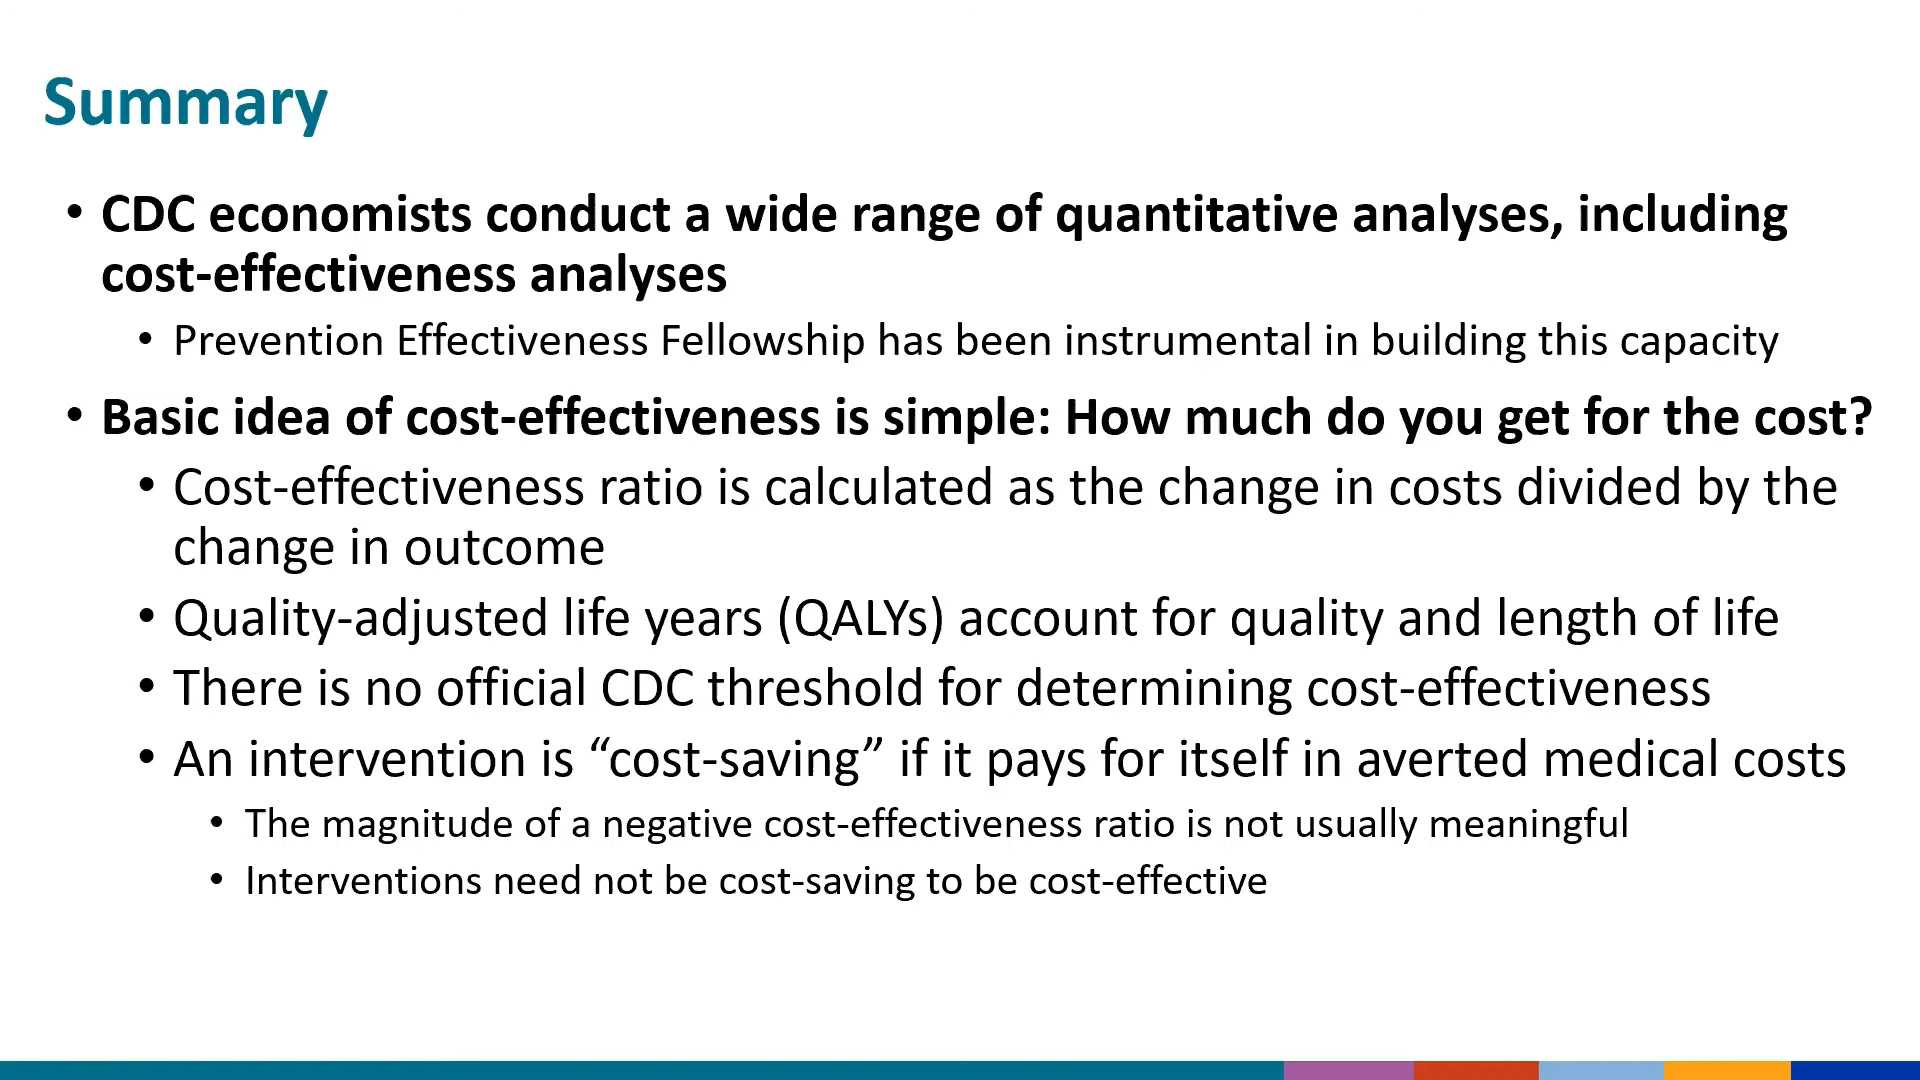 Summary
• CDC economists conduct a wide range of quantitative analyses, including
cost-effectiveness analyses
• Prevention Effectiveness Fellowship has been instrumental in building this capacity
• Basic idea of cost-effectiveness is simple: How much do you get for the cost?
• Cost-effectiveness ratio is calculated as the change in costs divided by the
change in outcome
• Quality-adjusted life years (QALYs) account for quality and length of life
• There is no official CDC threshold for determining cost-effectiveness
• An intervention is “cost-saving” if it pays for itself in averted medical costs
• The magnitude of a negative cost-effectiveness ratio is not usually meaningful
• Interventions need not be cost-saving to be cost-effective